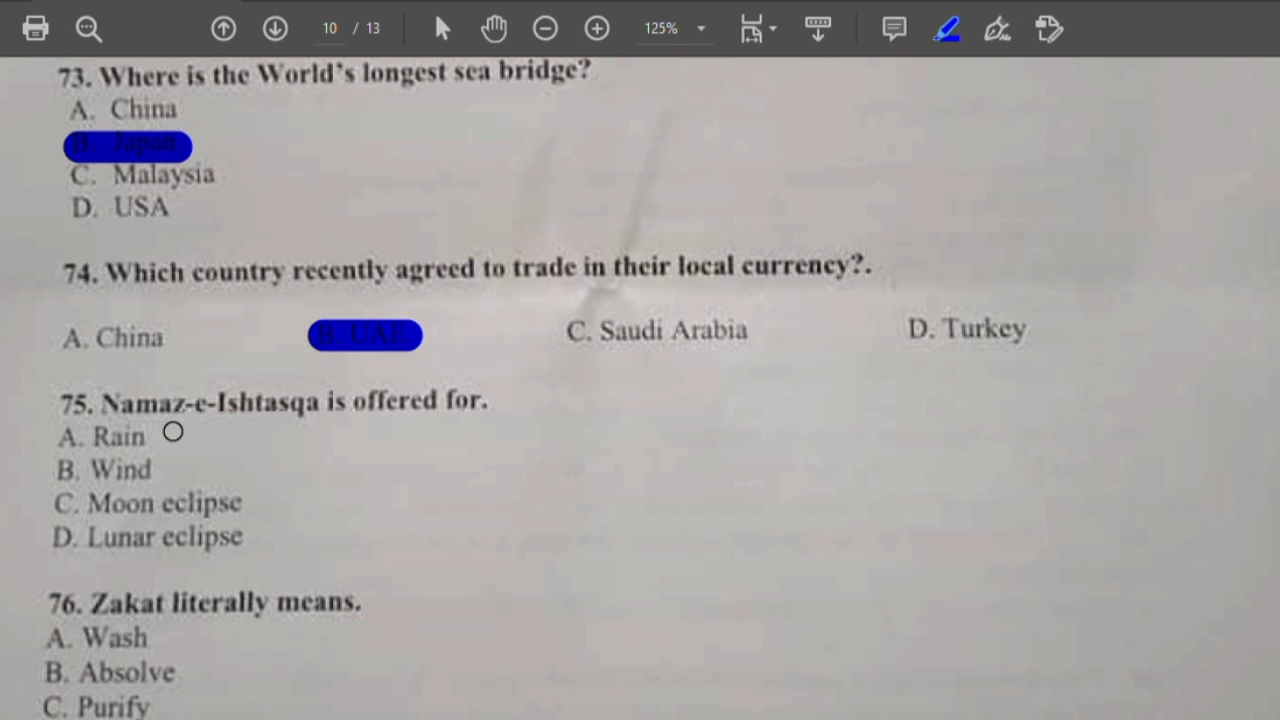 10 / 13 125%
73. Where is the World's longest sea bridge?
A. China
B. Japan
C. Malaysia
D. USA
74. Which country recently agreed to trade in their local currency?.
A. China B. UAE C. Saudi Arabia D. Turkey
75. Namaz-e-Ishtasqa is offered for.
A. Rain
B. Wind
C. Moon eclipse
D. Lunar eclipse
76. Zakat literally means.
A. Wash
B. Absolve
C. Purify